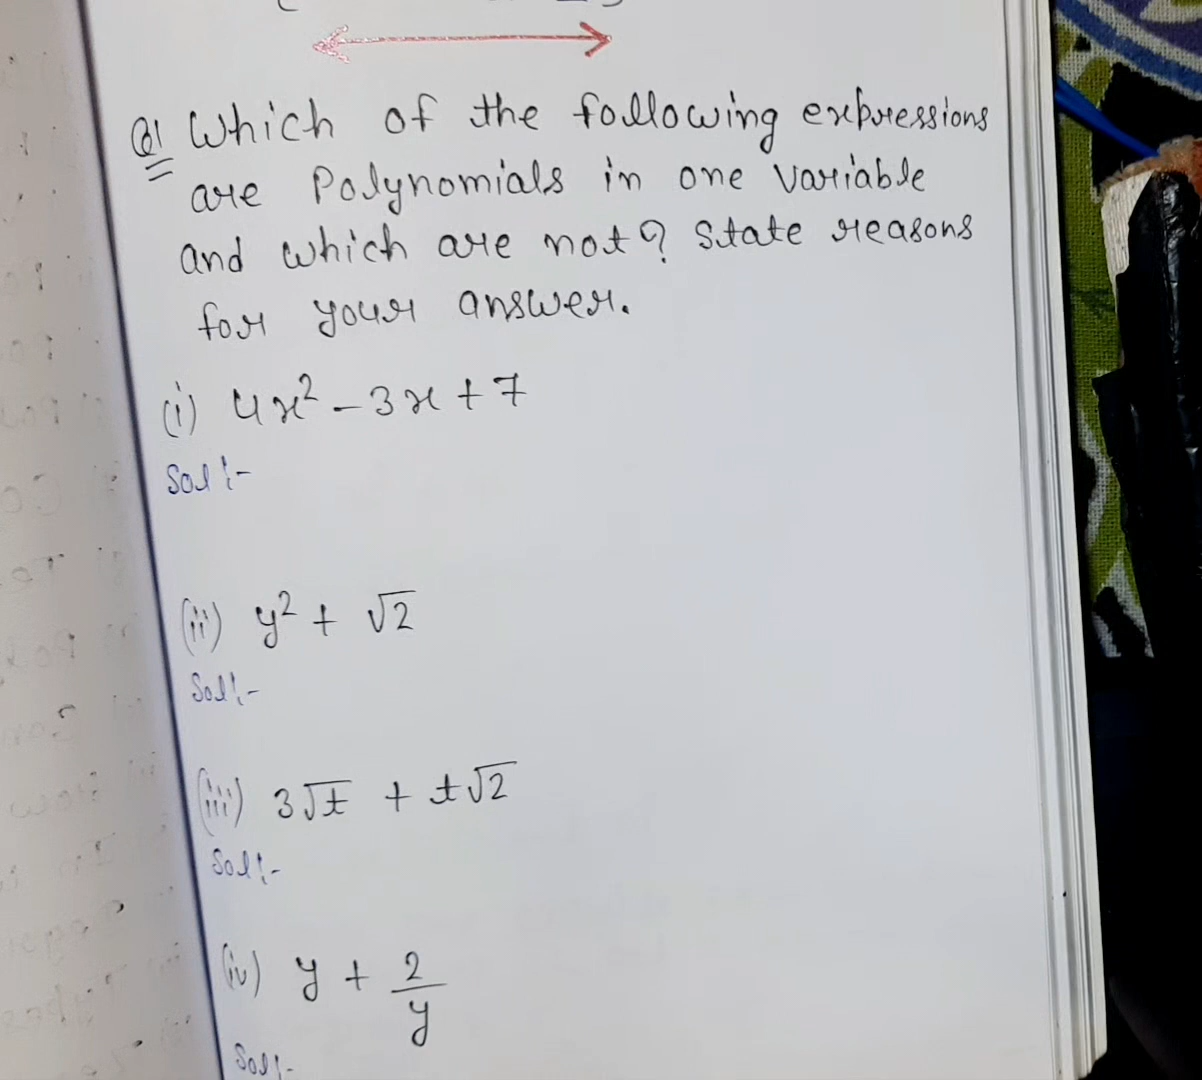 Q1 Which of the following expressions
are Polynomials in one variable
and which are not? State reasons
for your answer.
(i) 4x² - 3x + 7
Sol:-
(ii) y² + √2
Sol:-
(iii) 3√t + t√2
Sol:-
(iv) y + 2/y
Sol:-